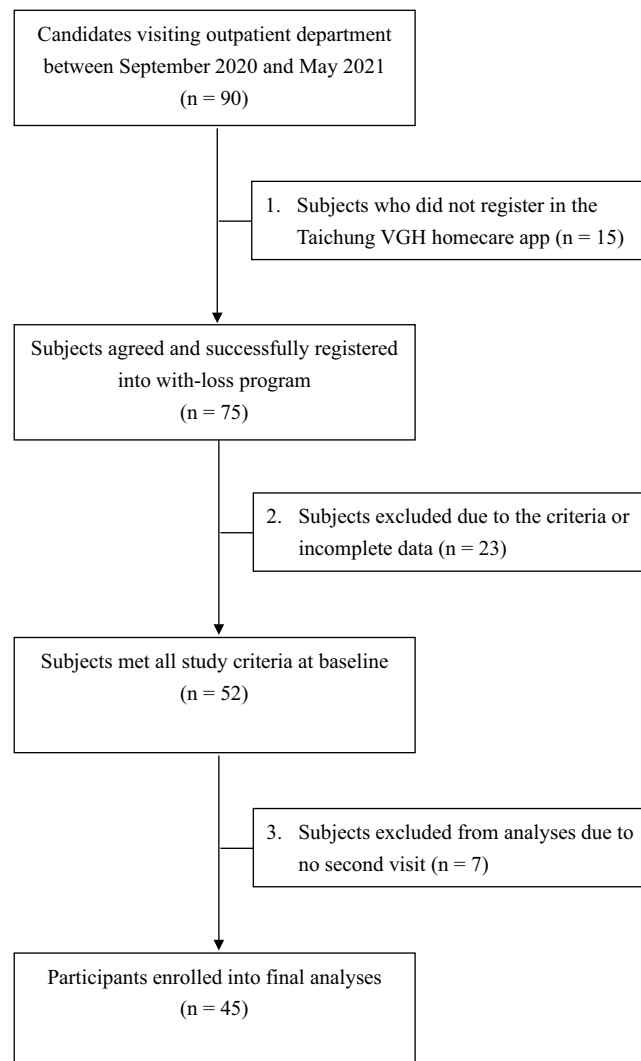 Candidates visiting outpatient department
between September 2020 and May 2021
(n = 90)
1. Subjects who did not register in the
Taichung VGH homecare app (n = 15)
Subjects agreed and successfully registered
into with-loss program
(n = 75)
2. Subjects excluded due to the criteria or
incomplete data (n = 23)
Subjects met all study criteria at baseline
(n = 52)
3. Subjects excluded from analyses due to
no second visit (n = 7)
Participants enrolled into final analyses
(n = 45)